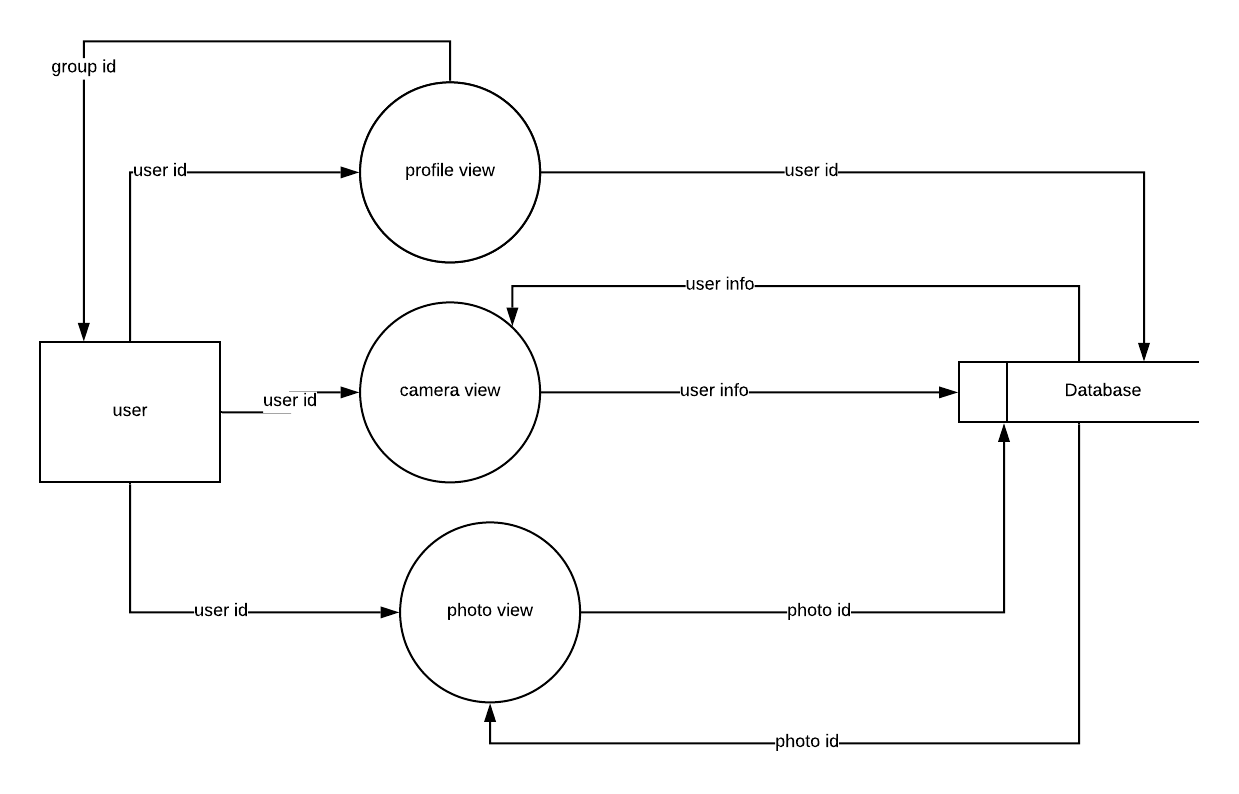 group id
user id
profile view
user id
user info
user
user id
camera view
user info
Database
user id
photo view
photo id
photo id